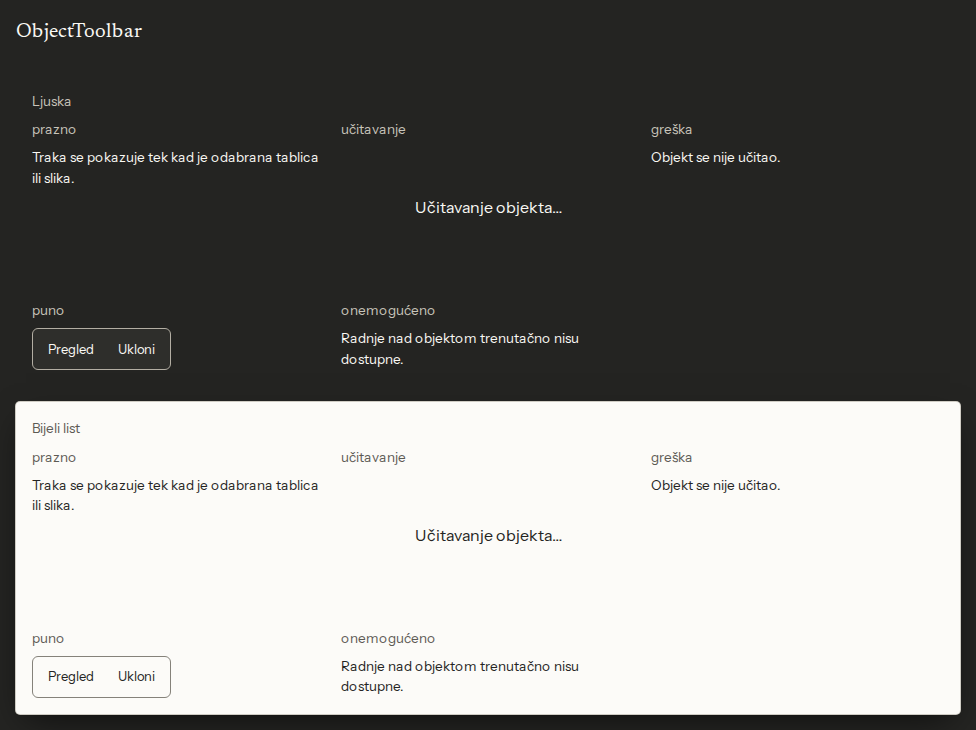 ObjectToolbar
Ljuska
prazno
učitavanje
greška
Traka se pokazuje tek kad je odabrana tablica
ili slika.
Objekt se nije učitao.
Učitavanje objekta…
puno
onemogućeno
Pregled
Ukloni
Radnje nad objektom trenutačno nisu
dostupne.
Bijeli list
prazno
učitavanje
greška
Traka se pokazuje tek kad je odabrana tablica
ili slika.
Objekt se nije učitao.
Učitavanje objekta…
puno
onemogućeno
Pregled
Ukloni
Radnje nad objektom trenutačno nisu
dostupne.